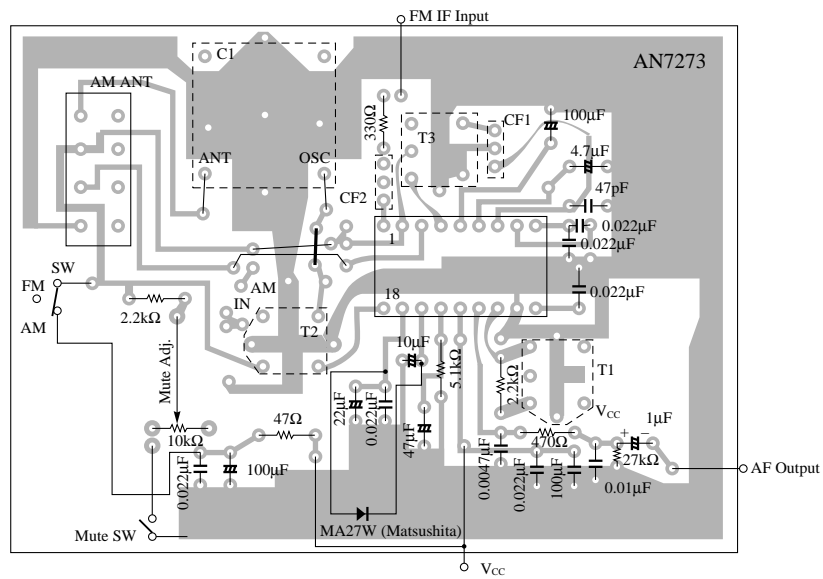 FM IF Input
AN7273
C1
AM ANT
330Ω
T3
CF1
100μF
4.7μF
47pF
ANT
OSC
CF2
0.022μF
0.022μF
1
SW
FM
AM
AM
IN
18
0.022μF
2.2kΩ
T2
10μF
5.1kΩ
2.2kΩ
T1
Mute Adj.
VCC
22μF
0.022μF
47μF
1μF
10kΩ
47Ω
470Ω
+ −
27kΩ
0.022μF
100μF
0.0047μF
0.022μF
100μF
0.01μF
AF Output
MA27W (Matsushita)
Mute SW
VCC